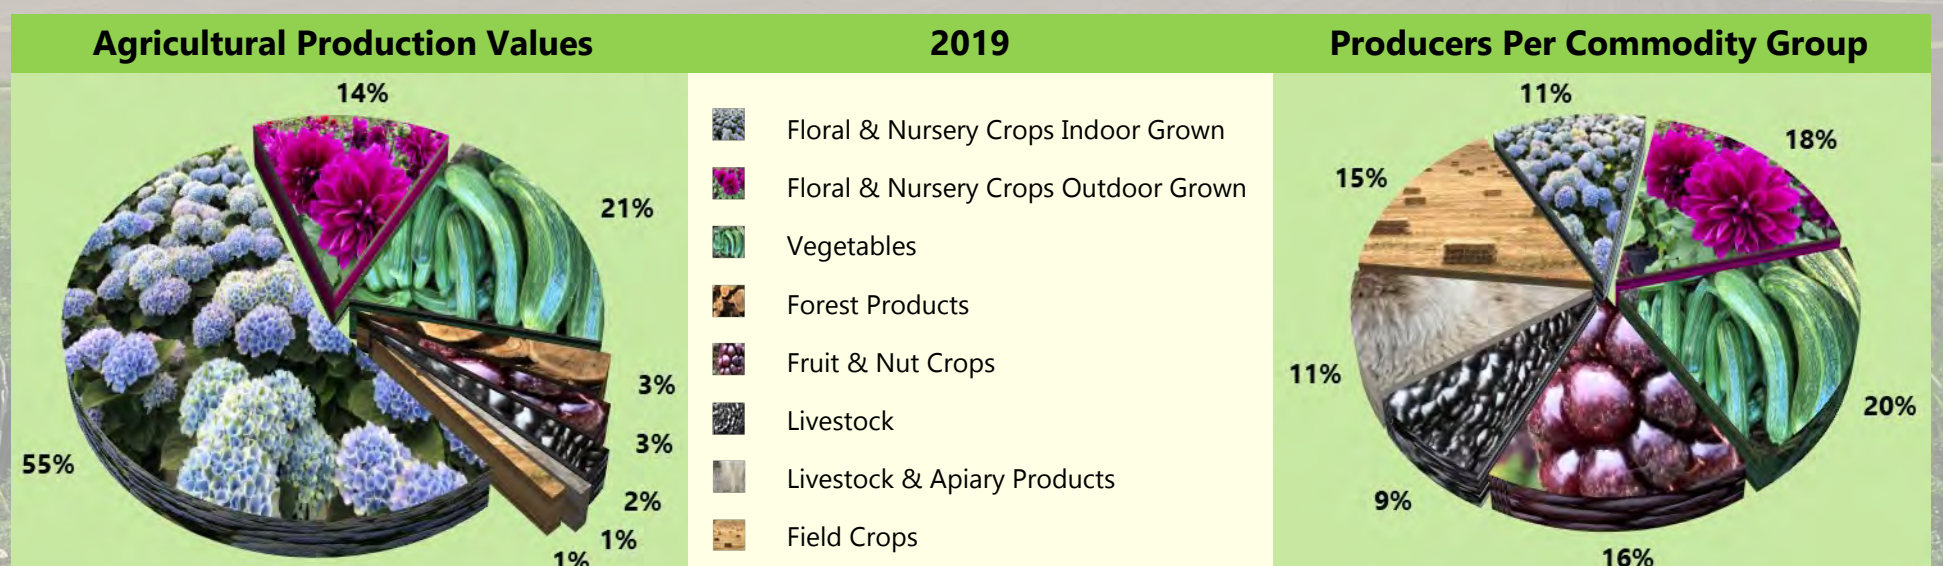 Agricultural Production Values
2019
Producers Per Commodity Group
14%
21%
3%
3%
2%
1%
1%
55%
Floral & Nursery Crops Indoor Grown
Floral & Nursery Crops Outdoor Grown
Vegetables
Forest Products
Fruit & Nut Crops
Livestock
Livestock & Apiary Products
Field Crops
11%
18%
20%
16%
9%
11%
15%